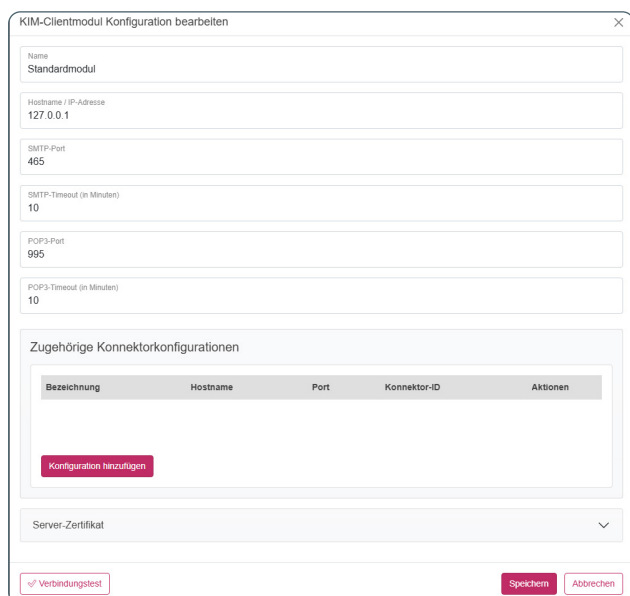 KIM-Clientmodul Konfiguration bearbeiten
Name
Standardmodul
Hostname / IP-Adresse
127.0.0.1
SMTP-Port
465
SMTP-Timeout (in Minuten)
10
POP3-Port
995
POP3-Timeout (in Minuten)
10
Zugehörige Konnektorkonfigurationen
Bezeichnung Hostname Port Konnektor-ID Aktionen
Konfiguration hinzufügen
Server-Zertifikat
Verbindungstest Speichern Abbrechen